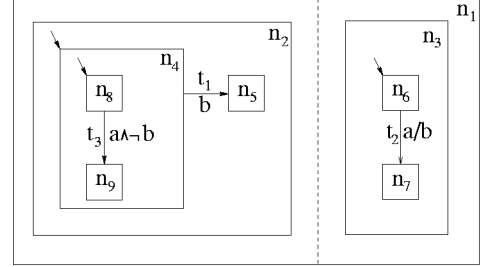 n₁
n₂
n₃
n₄
n₈
t₁
b
n₅
n₆
t₃ a∧¬b
t₂ a/b
n₉
n₇